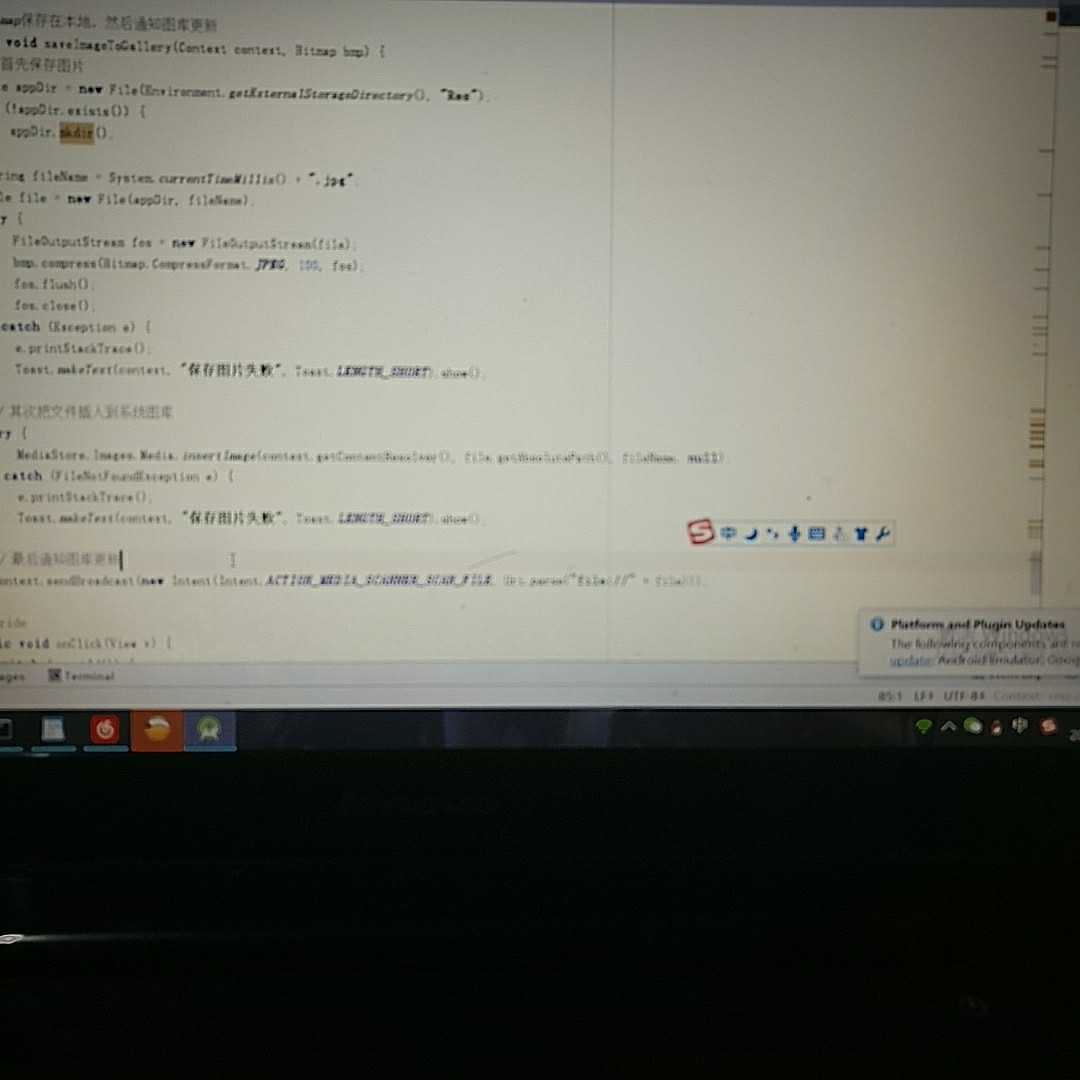 map保存在本地，然后通知图库更新
void saveImageToGallery(Context context, Bitmap bmp) {
首先保存图片
e appDir = new File(Environment.getExternalStorageDirectory(), "Res");
(!appDir.exists()) {
appDir.mkdir();
ring fileName = System.currentTimeMillis() + ".jpg";
le file = new File(appDir, fileName);
y {
FileOutputStream fos = new FileOutputStream(file);
bmp.compress(Bitmap.CompressFormat.JPEG, 100, fos);
fos.flush();
fos.close();
catch (Exception e) {
e.printStackTrace();
Toast.makeText(context, "保存图片失败", Toast.LENGTH_SHORT).show();
/ 其次把文件插入到系统图库
ry {
MediaStore.Images.Media.insertImage(context.getContentResolver(), file.getAbsolutePath(), fileName, null);
catch (FileNotFoundException e) {
e.printStackTrace();
Toast.makeText(context, "保存图片失败", Toast.LENGTH_SHORT).show();
中
/ 最后通知图库更新
ontext.sendBroadcast(new Intent(Intent.ACTION_MEDIA_SCANNER_SCAN_FILE, Uri.parse("file://" + file)));
ride
ic void onClick(View v) {
Platform and Plugin Updates
The following components are
update: Android Emulator, Goog
ages
Terminal
85:1 LF UTF-8 Context:
中